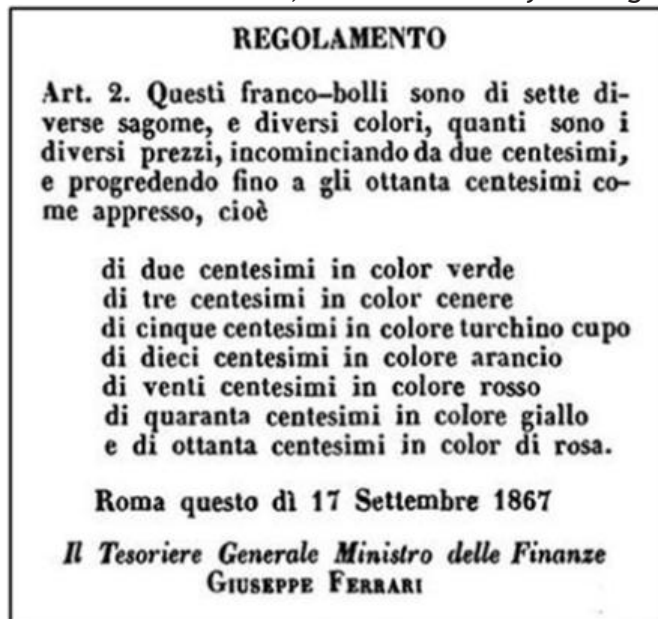 REGOLAMENTO
Art. 2. Questi franco-bolli sono di sette di-
verse sagome, e diversi colori, quanti sono i
diversi prezzi, incominciando da due centesimi,
e progredendo fino a gli ottanta centesimi co-
me appresso, cioè
di due centesimi in color verde
di tre centesimi in color cenere
di cinque centesimi in colore turchino cupo
di dieci centesimi in colore arancio
di venti centesimi in colore rosso
di quaranta centesimi in colore giallo
e di ottanta centesimi in color di rosa.
Roma questo dì 17 Settembre 1867
Il Tesoriere Generale Ministro delle Finanze
GIUSEPPE FERRARI